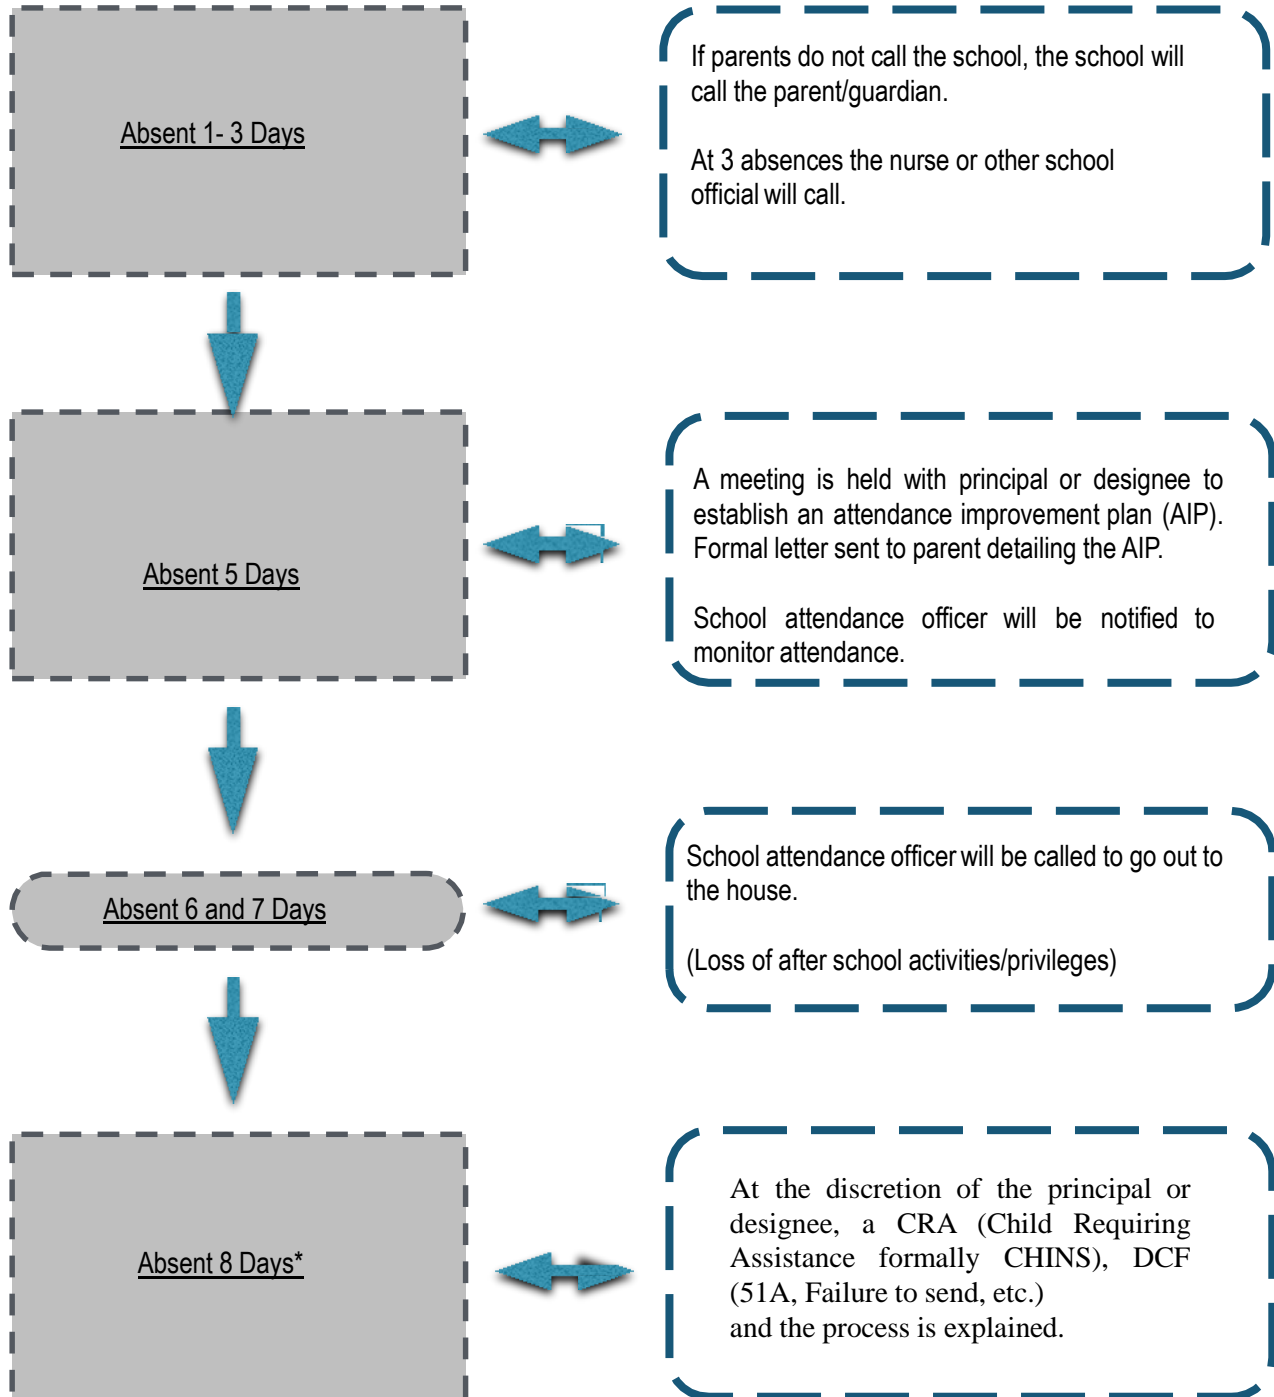 Absent 1- 3 Days
If parents do not call the school, the school will
call the parent/guardian.
At 3 absences the nurse or other school
official will call.
Absent 5 Days
A meeting is held with principal or designee to
establish an attendance improvement plan (AIP).
Formal letter sent to parent detailing the AIP.
School attendance officer will be notified to
monitor attendance.
Absent 6 and 7 Days
School attendance officer will be called to go out to
the house.
(Loss of after school activities/privileges)
Absent 8 Days*
At the discretion of the principal or
designee, a CRA (Child Requiring
Assistance formally CHINS), DCF
(51A, Failure to send, etc.)
and the process is explained.